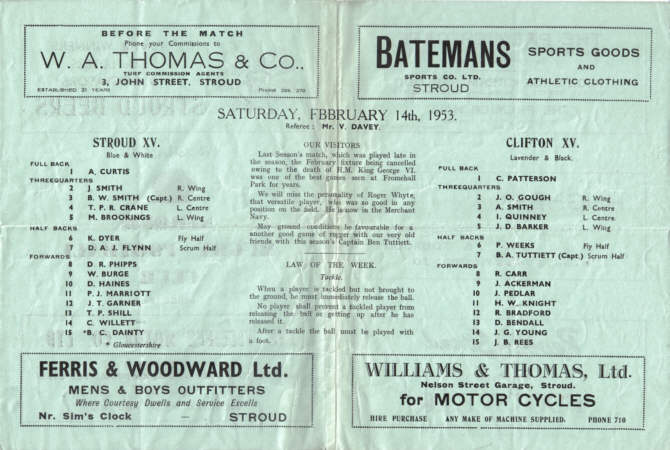 BEFORE THE MATCH
Phone your Commissions to
W. A. THOMAS & Co.,
TURF COMMISSION AGENTS
3, JOHN STREET, STROUD
ESTABLISHED 21 YEARS
BATEMANS
SPORTS CO. LTD.
STROUD
SPORTS GOODS
AND
ATHLETIC CLOTHING
SATURDAY, FBBRUARY 14th, 1953.
Referee: Mr. V. DAVEY.
STROUD XV.
Blue & White
FULL BACK
1 A. CURTIS
THREEQUARTERS
2 J. SMITH R. Wing
3 B. W. SMITH (Capt.) R. Centre
4 T. P. R. CRANE L. Centre
5 M. BROOKINGS L. Wing
HALF BACKS
6 K. DYER Fly Half
7 D. A. J. FLYNN Scrum Half
FORWARDS
8 D. R. PHIPPS
9 W. BURGE
10 D. HAINES
11 P. J. MARRIOTT
12 J. T. GARNER
13 T. P. SHILL
14 C. WILLETT
15 *B. C. DAINTY
* Gloucestershire
OUR VISITORS
Last Season's match, which was played late in
the season, the February fixture being cancelled
owing to the death of H.M. King George VI.
was one of the best games seen at Fromehall
Park for years.
We will miss the personality of Roger Whyte,
that versatile player, who was so good in any
position on the field. He is now in the Merchant
Navy.
May ground conditions be favourable for a
another good game of rugger with our very old
friends with this season's Captain Ben Tuttiett.
LAW OF THE WEEK.
Tackle.
When a player is tackled but not brought to
the ground, he must immediately release the ball.
No player shall prevent a tackled player from
releasing the ball or getting up after he has
released it.
After a tackle the ball must be played with
a foot.
CLIFTON XV.
Lavender & Black.
FULL BACK
1 C. PATTERSON
THREEQUARTERS
2 J. O. GOUGH R. Wing
3 A. SMITH R. Centre
4 I. QUINNEY L. Centre
5 J. D. BARKER L. Wing
HALF BACKS
6 P. WEEKS Fly Half
7 B. A. TUTTIETT (Capt.) Scrum Half
FORWARDS
8 R. CARR
9 J. ACKERMAN
10 J. PEDLAR
11 H. W. KNIGHT
12 R. BRADFORD
13 D. BENDALL
14 J. G. YOUNG
15 J. B. REES
FERRIS & WOODWARD Ltd.
MENS & BOYS OUTFITTERS
Where Courtesy Dwells and Service Excells
Nr. Sim's Clock — STROUD
WILLIAMS & THOMAS, Ltd.
Nelson Street Garage, Stroud.
for MOTOR CYCLES
HIRE PURCHASE ANY MAKE OF MACHINE SUPPLIED. PHONE 710